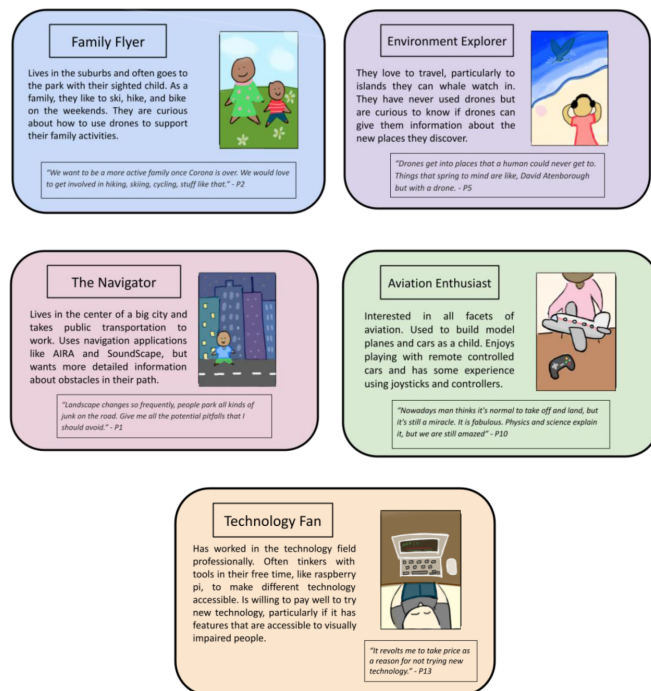 Family Flyer
Lives in the suburbs and often goes to
the park with their sighted child. As a
family, they like to ski, hike, and bike
on the weekends. They are curious
about how to use drones to support
their family activities.
"We want to be a more active family once Corona is over. We would love
to get involved in hiking, skiing, cycling, stuff like that." - P2
Environment Explorer
They love to travel, particularly to
islands they can whale watch in.
They have never used drones but
are curious to know if drones can
give them information about the
new places they discover.
"Drones get into places that a human could never get to.
Things that spring to mind are like, David Atenborough
but with a drone. - P5
The Navigator
Lives in the center of a big city and
takes public transportation to
work. Uses navigation applications
like AIRA and SoundScape, but
wants more detailed information
about obstacles in their path.
"Landscape changes so frequently, people park all kinds of
junk on the road. Give me all the potential pitfalls that I
should avoid." - P1
Aviation Enthusiast
Interested in all facets of
aviation. Used to build model
planes and cars as a child. Enjoys
playing with remote controlled
cars and has some experience
using joysticks and controllers.
"Nowadays man thinks it's normal to take off and land, but
it's still a miracle. It is fabulous. Physics and science explain
it, but we are still amazed" - P10
Technology Fan
Has worked in the technology field
professionally. Often tinkers with
tools in their free time, like raspberry
pi, to make different technology
accessible. Is willing to pay well to try
new technology, particularly if it has
features that are accessible to visually
impaired people.
"It revolts me to take price as
a reason for not trying new
technology." - P13